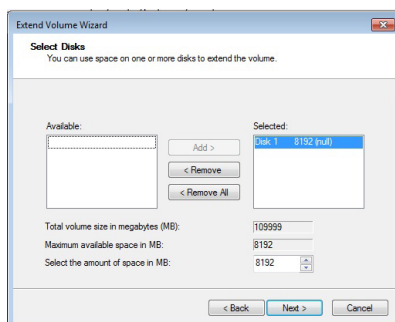 Extend Volume Wizard
Select Disks
You can use space on one or more disks to extend the volume.
Available:
Selected:
Disk 1 8192 (null)
Add >
< Remove
< Remove All
Total volume size in megabytes (MB): 109999
Maximum available space in MB: 8192
Select the amount of space in MB: 8192
< Back Next > Cancel